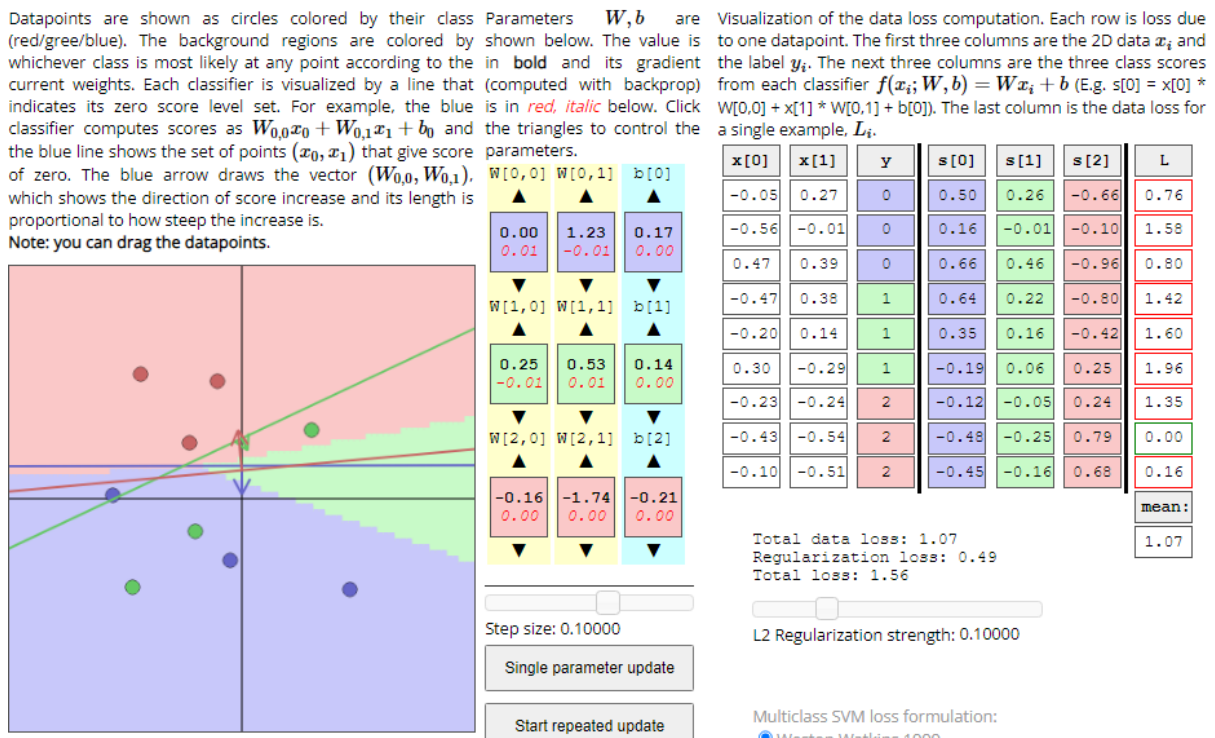 Datapoints are shown as circles colored by their class
(red/gree/blue). The background regions are colored by
whichever class is most likely at any point according to the
current weights. Each classifier is visualized by a line that
indicates its zero score level set. For example, the blue
classifier computes scores as W0,0x0 + W0,1x1 + b0 and
the blue line shows the set of points (x0, x1) that give score
of zero. The blue arrow draws the vector (W0,0, W0,1),
which shows the direction of score increase and its length is
proportional to how steep the increase is.
Note: you can drag the datapoints.
Parameters W, b are
shown below. The value is
in bold and its gradient
(computed with backprop)
is in red, italic below. Click
the triangles to control the
parameters.
W[0,0] W[0,1] b[0]
0.00 1.23 0.17
0.01 -0.01 0.00
W[1,0] W[1,1] b[1]
0.25 0.53 0.14
-0.01 0.01 0.00
W[2,0] W[2,1] b[2]
-0.16 -1.74 -0.21
0.00 0.00 0.00
Step size: 0.10000
Single parameter update
Start repeated update
Visualization of the data loss computation. Each row is loss due
to one datapoint. The first three columns are the 2D data xi and
the label yi. The next three columns are the three class scores
from each classifier f(xi; W, b) = Wxi + b (E.g. s[0] = x[0] *
W[0,0] + x[1] * W[0,1] + b[0]). The last column is the data loss for
a single example, Li.
x[0] x[1] y s[0] s[1] s[2] L
-0.05 0.27 0 0.50 0.26 -0.66 0.76
-0.56 -0.01 0 0.16 -0.01 -0.10 1.58
0.47 0.39 0 0.66 0.46 -0.96 0.80
-0.47 0.38 1 0.64 0.22 -0.80 1.42
-0.20 0.14 1 0.35 0.16 -0.42 1.60
0.30 -0.29 1 -0.19 0.06 0.25 1.96
-0.23 -0.24 2 -0.12 -0.05 0.24 1.35
-0.43 -0.54 2 -0.48 -0.25 0.79 0.00
-0.10 -0.51 2 -0.45 -0.16 0.68 0.16
mean:
1.07
Total data loss: 1.07
Regularization loss: 0.49
Total loss: 1.56
L2 Regularization strength: 0.10000
Multiclass SVM loss formulation:
Weston Watkins 1999